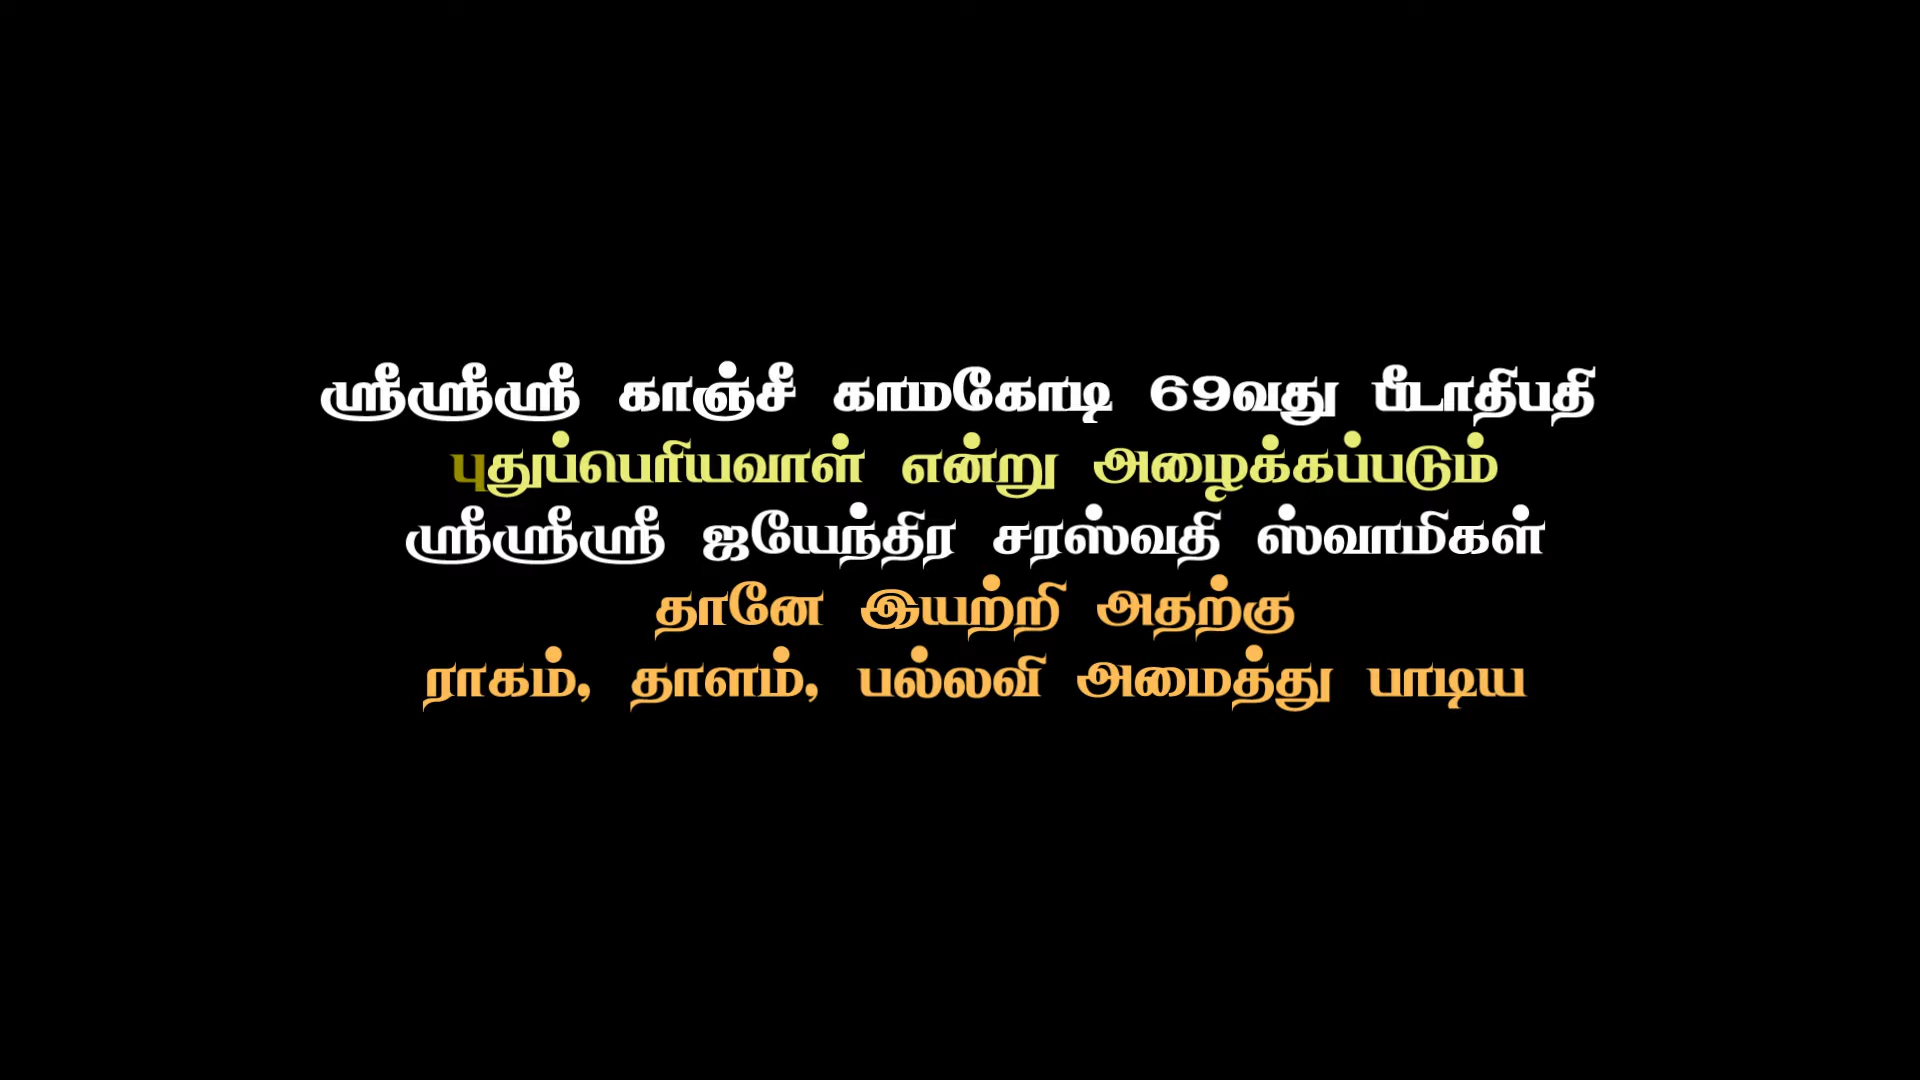 ஸ்ரீஸ்ரீஸ்ரீ காஞ்சீ காமகோடி 69வது பீடாதிபதி
புதுப்பெரியவாள் என்று அழைக்கப்படும்
ஸ்ரீஸ்ரீஸ்ரீ ஜயேந்திர சரஸ்வதி ஸ்வாமிகள்
தானே இயற்றி அதற்கு
ராகம், தாளம், பல்லவி அமைத்து பாடிய